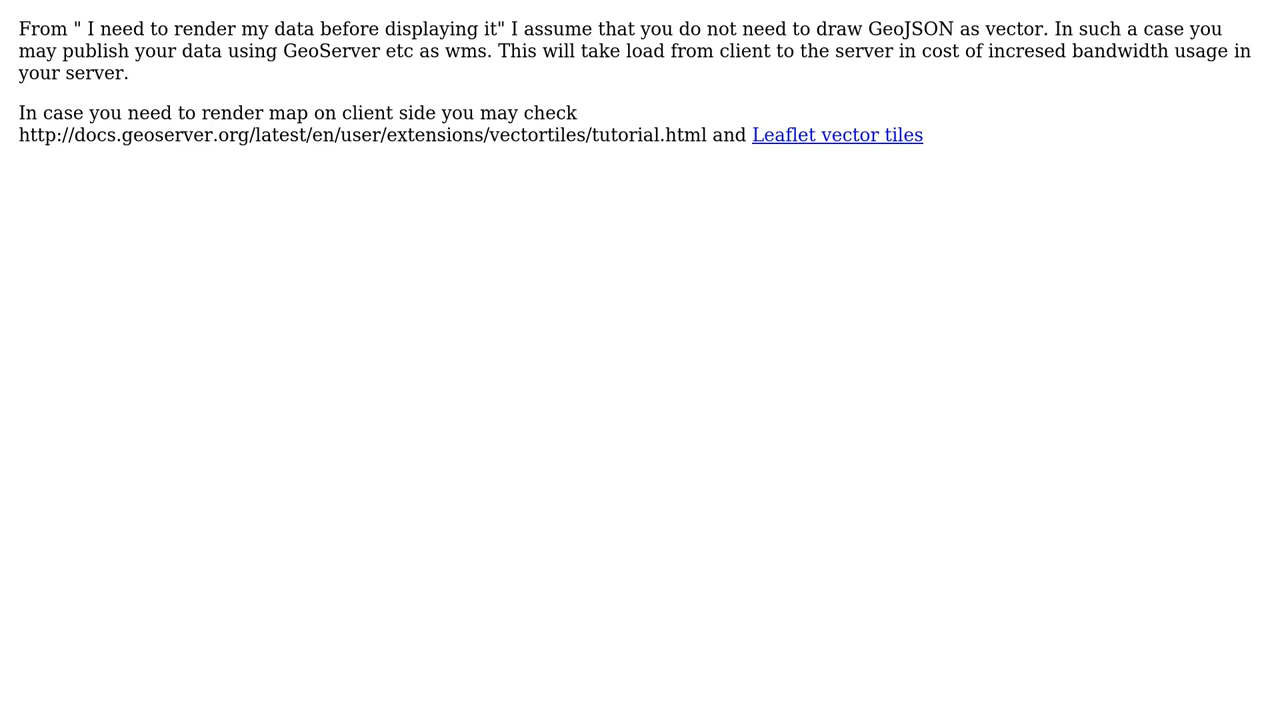 From " I need to render my data before displaying it" I assume that you do not need to draw GeoJSON as vector. In such a case you
may publish your data using GeoServer etc as wms. This will take load from client to the server in cost of incresed bandwidth usage in
your server.
In case you need to render map on client side you may check
http://docs.geoserver.org/latest/en/user/extensions/vectortiles/tutorial.html and Leaflet vector tiles